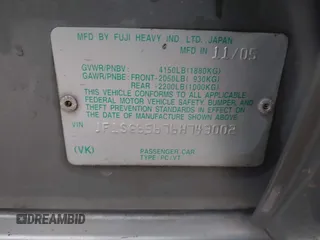 MFD BY FUJI HEAVY IND. LTD., JAPAN
MFD IN 11/05
GVWR/PNBV: 4150LB(1880KG)
GAWR/PNBE: FRONT-2050LB( 930KG)
REAR -2200LB(1000KG)
THIS VEHICLE CONFORMS TO ALL APPLICABLE
FEDERAL MOTOR VEHICLE SAFETY, BUMPER, AND
THEFT PREVENTION STANDARDS IN EFFECT ON
THE DATE OF MANUFACTURE SHOWN ABOVE.
VIN
(VK) PASSENGER CAR
TYPE:PC/VT
DREAMBID